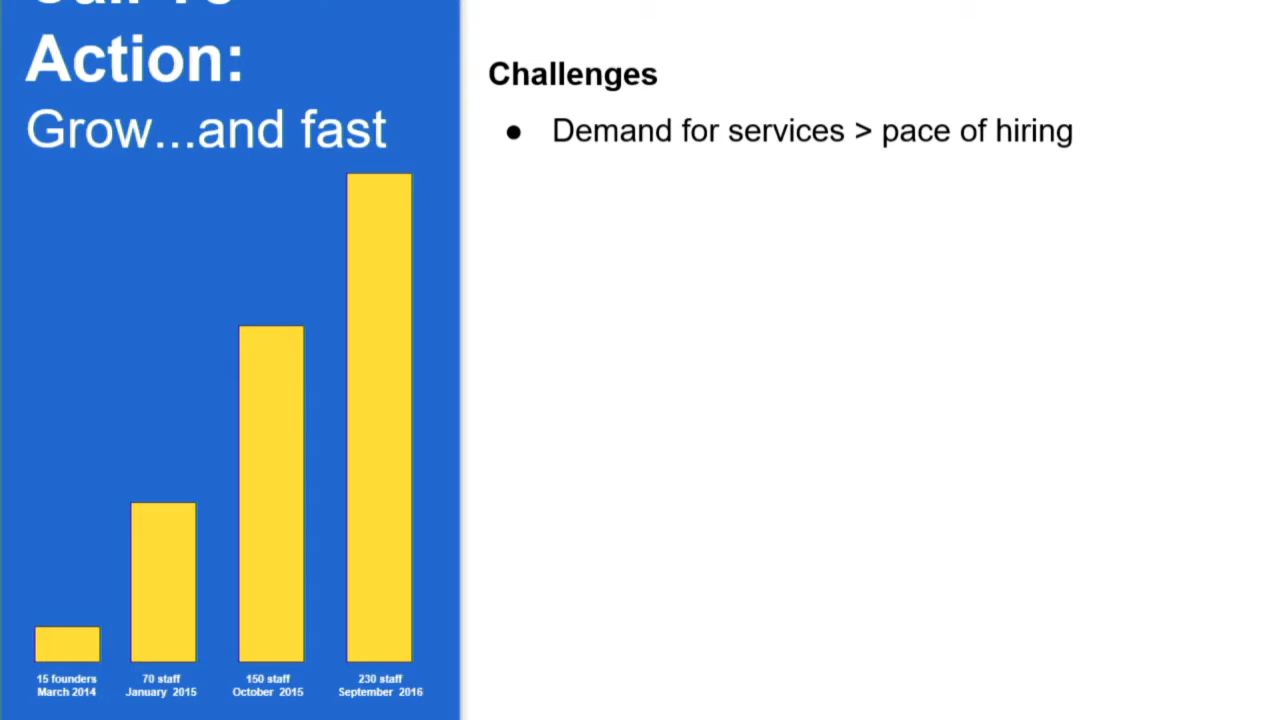 Action:
Grow...and fast
15 founders
March 2014
70 staff
January 2015
150 staff
October 2015
230 staff
September 2016
Challenges
● Demand for services > pace of hiring